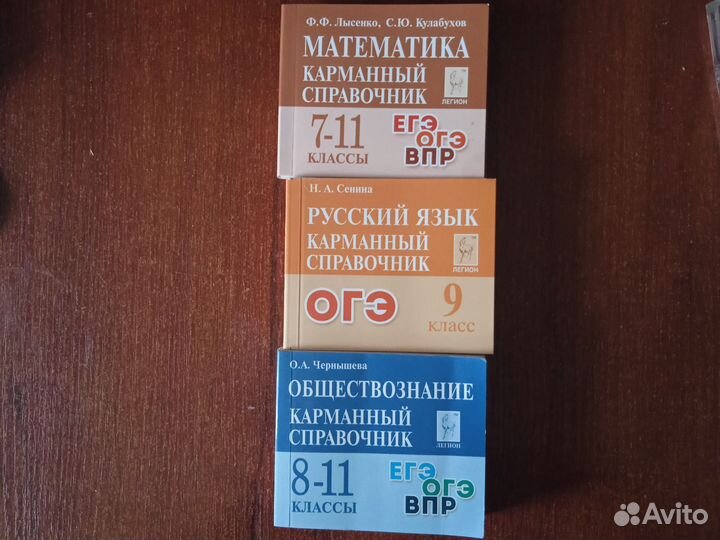 Ф.Ф. Лысенко, С.Ю. Кулабухов
МАТЕМАТИКА
КАРМАННЫЙ
СПРАВОЧНИК
ЛЕГИОН
7-11
КЛАССЫ
ЕГЭ
ОГЭ
ВПР
Н. А. Сенина
РУССКИЙ ЯЗЫК
КАРМАННЫЙ
СПРАВОЧНИК
ЛЕГИОН
ОГЭ
9
класс
О.А. Чернышева
ОБЩЕСТВОЗНАНИЕ
КАРМАННЫЙ
СПРАВОЧНИК
ЛЕГИОН
8-11
КЛАССЫ
ЕГЭ
ОГЭ
ВПР
Avito